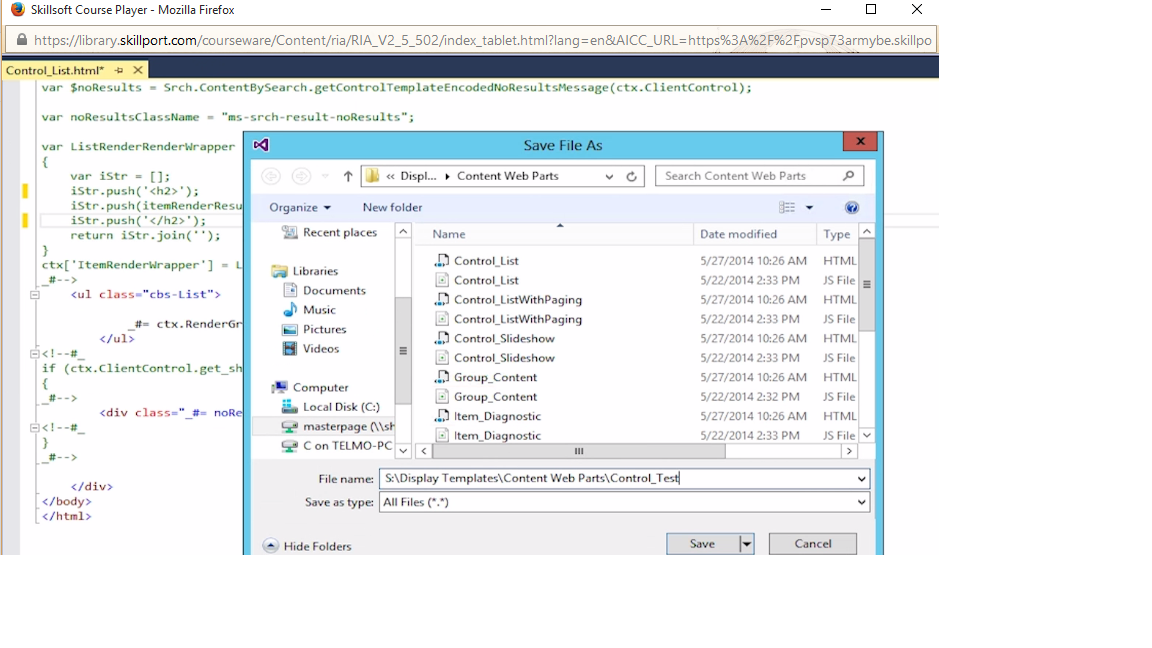 Skillsoft Course Player - Mozilla Firefox
https://library.skillport.com/courseware/Content/ria/RIA_V2_5_502/index_tablet.html?lang=en&AICC_URL=https%3A%2F%2Fpvsp73armybe.skillpo
Control_List.html*
var $noResults = Srch.ContentBySearch.getControlTemplateEncodedNoResultsMessage(ctx.ClientControl);
var noResultsClassName = "ms-srch-result-noResults";
var ListRenderRenderWrapper
{
var iStr = [];
iStr.push('<h2>');
iStr.push(itemRenderResu
iStr.push('</h2>');
return iStr.join('');
}
ctx['ItemRenderWrapper'] = L
_#-->
<ul class="cbs-List">
_#= ctx.RenderGr
</ul>
<!--#_
if (ctx.ClientControl.get_sh
{
_#-->
<div class="_#= noRe
<!--#_
}
_#-->
</div>
</body>
</html>
Save File As
« Displ... Content Web Parts
Search Content Web Parts
Organize
New folder
Recent places
Libraries
Documents
Music
Pictures
Videos
Computer
Local Disk (C:)
masterpage (\\sh
C on TELMO-PC
Name Date modified Type
Control_List 5/27/2014 10:26 AM HTML
Control_List 5/22/2014 2:33 PM JS File
Control_ListWithPaging 5/27/2014 10:26 AM HTML
Control_ListWithPaging 5/22/2014 2:33 PM JS File
Control_Slideshow 5/27/2014 10:26 AM HTML
Control_Slideshow 5/22/2014 2:33 PM JS File
Group_Content 5/27/2014 10:26 AM HTML
Group_Content 5/22/2014 2:32 PM JS File
Item_Diagnostic 5/27/2014 10:26 AM HTML
Item_Diagnostic 5/22/2014 2:33 PM JS File
File name: S:\Display Templates\Content Web Parts\Control_Test
Save as type: All Files (*.*)
Hide Folders
Save
Cancel